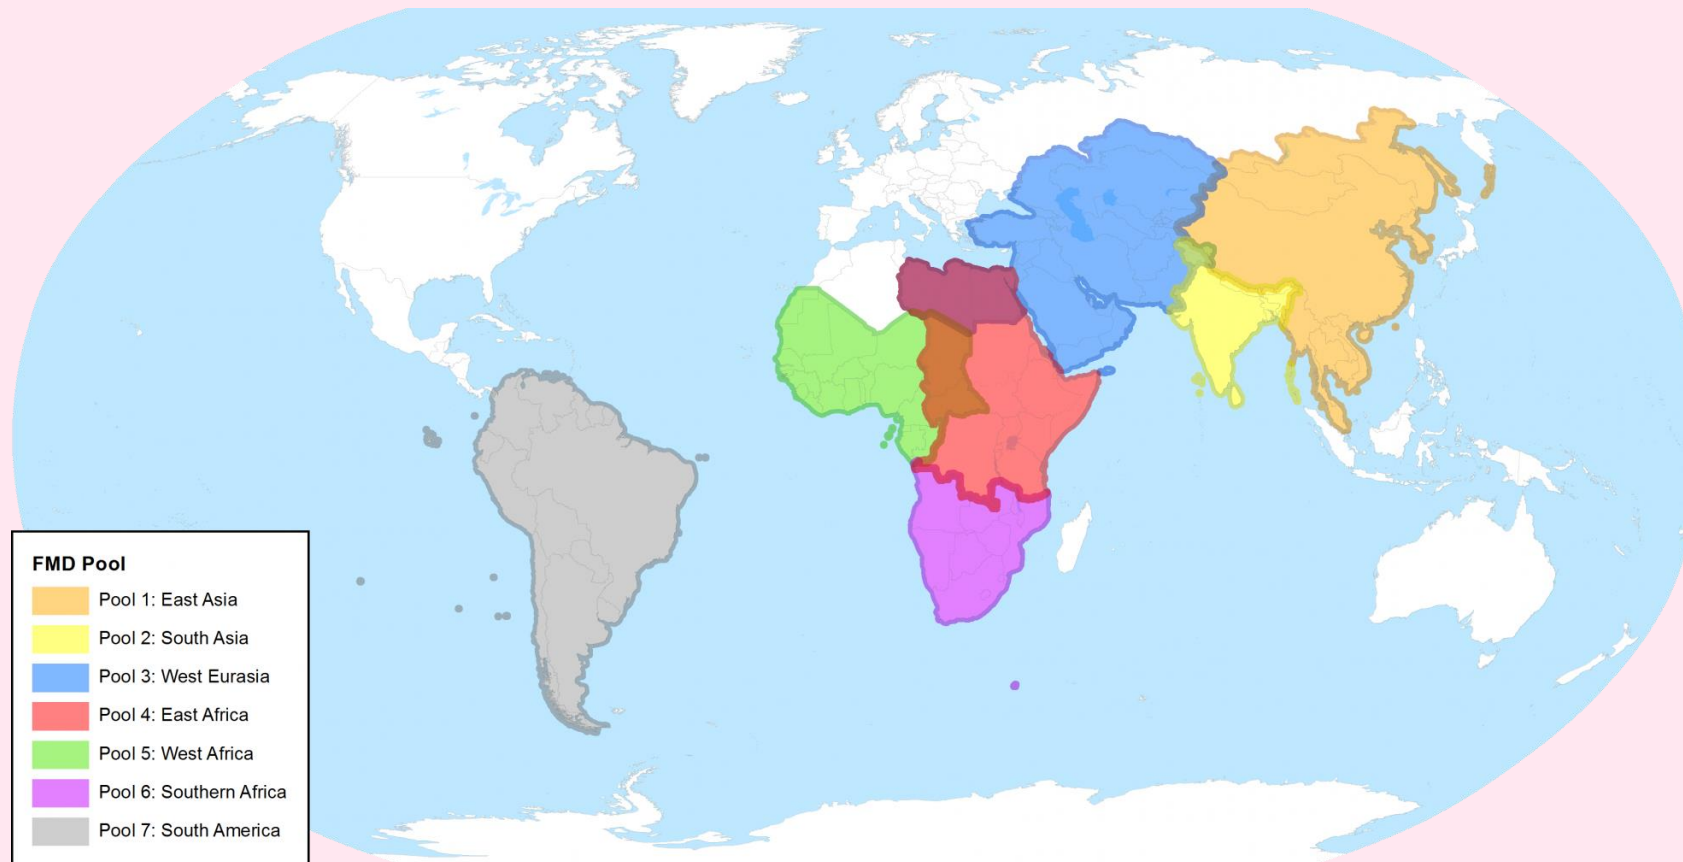 FMD Pool
Pool 1: East Asia
Pool 2: South Asia
Pool 3: West Eurasia
Pool 4: East Africa
Pool 5: West Africa
Pool 6: Southern Africa
Pool 7: South America